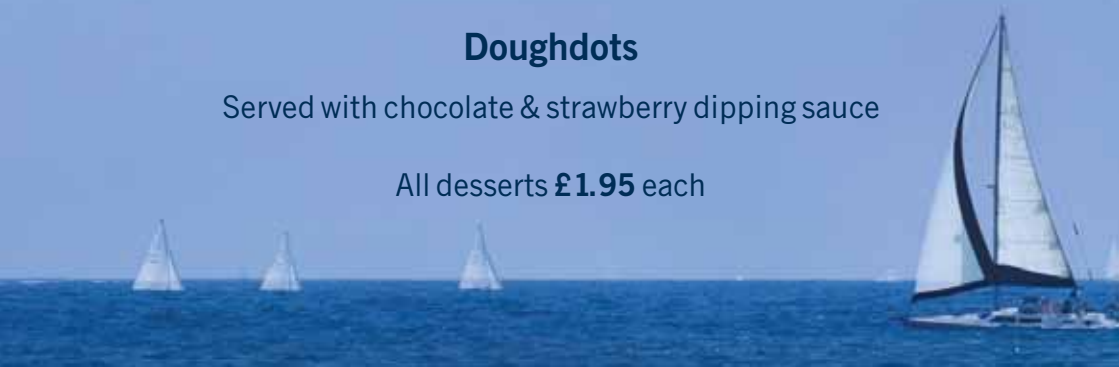 Doughdots
Served with chocolate & strawberry dipping sauce
All desserts £1.95 each